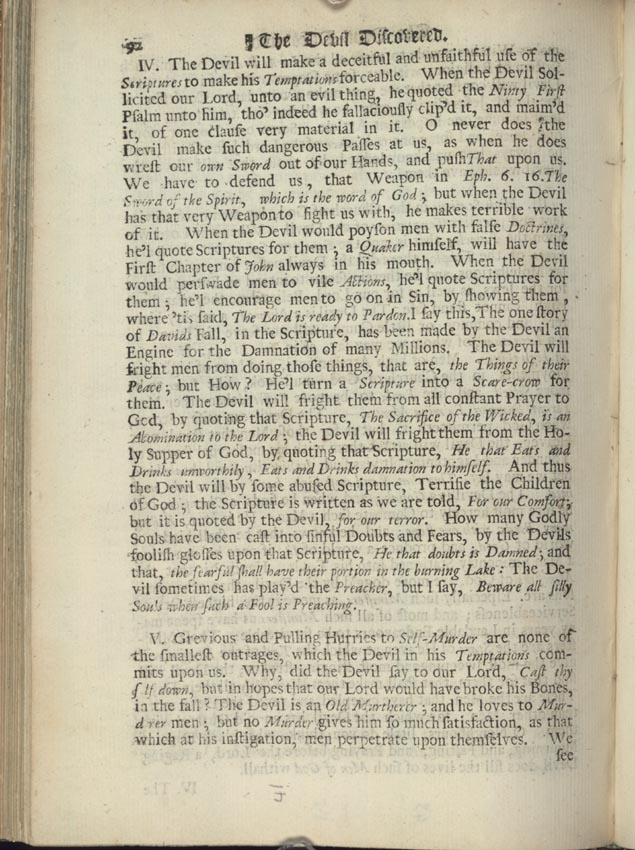 92
The Devil Discovered.
IV. The Devil will make a deceitful and unfaithful use of the
Scriptures to make his Temptations forceable. When the Devil Sol-
licited our Lord, unto an evil thing, he quoted the Ninty First
Psalm unto him, tho' indeed he fallaciously clip'd it, and maim'd
it, of one clause very material in it. O never does the
Devil make such dangerous Passes at us, as when he does
wrest our own Sword out of our Hands, and push That upon us.
We have to defend us, that Weapon in Eph. 6. 16. The
Sword of the Spirit, which is the word of God; but when the Devil
has that very Weapon to fight us with, he makes terrible work
of it. When the Devil would poyson men with false Doctrines,
he'l quote Scriptures for them; a Quaker himself, will have the
First Chapter of John always in his mouth. When the Devil
would perswade men to vile Actions, he'l quote Scriptures for
them; he'l encourage men to go on in Sin, by showing them,
where 'tis said, The Lord is ready to Pardon. I say this, The one story
of Davids Fall, in the Scripture, has been made by the Devil an
Engine for the Damnation of many Millions. The Devil will
fright men from doing those things, that are, the Things of their
Peace; but How? He'l turn a Scripture into a Scare-crow for
them. The Devil will fright them from all constant Prayer to
God, by quoting that Scripture, The Sacrifice of the Wicked, is an
Abomination to the Lord; the Devil will fright them from the Ho-
ly Supper of God, by quoting that Scripture, He that Eats and
Drinks unworthily, Eats and Drinks damnation to himself. And thus
the Devil will by some abused Scripture, Terrifie the Children
of God; the Scripture is written as we are told, For our Comfort;
but it is quoted by the Devil, for our terror. How many Godly
Souls have been cast into sinful Doubts and Fears, by the Devils
foolish glosses upon that Scripture, He that doubts is Damned; and
that, the fearful shall have their portion in the burning Lake: The De-
vil sometimes has play'd the Preacher, but I say, Beware all silly
Souls when such a Fool is Preaching.
V. Grevious and Pulling Hurries to Self-Murder are none of
the smallest outrages, which the Devil in his Temptations com-
mits upon us. Why, did the Devil say to our Lord, Cast thy
self down, but in hopes that our Lord would have broke his Bones,
in the fall? The Devil is an Old Murtherer; and he loves to Mur-
drer men; but no Murder gives him so much satisfaction, as that
which at his instigation, men perpetrate upon themselves. We
see